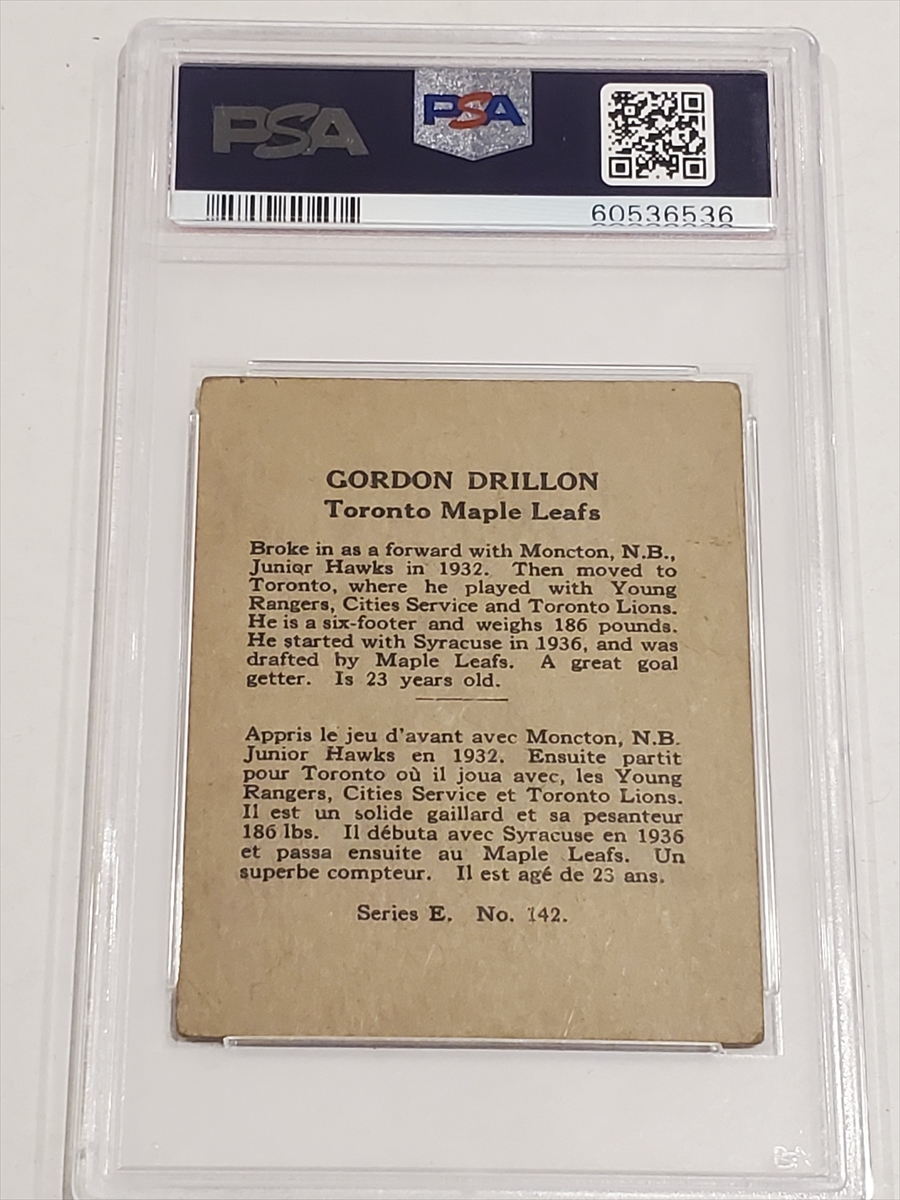 PSA PSA
60536536
GORDON DRILLON
Toronto Maple Leafs
Broke in as a forward with Moncton, N.B.,
Junior Hawks in 1932. Then moved to
Toronto, where he played with Young
Rangers, Cities Service and Toronto Lions.
He is a six-footer and weighs 186 pounds.
He started with Syracuse in 1936, and was
drafted by Maple Leafs. A great goal
getter. Is 23 years old.
Appris le jeu d'avant avec Moncton, N.B.
Junior Hawks en 1932. Ensuite partit
pour Toronto où il joua avec, les Young
Rangers, Cities Service et Toronto Lions.
Il est un solide gaillard et sa pesanteur
186 lbs. Il débuta avec Syracuse en 1936
et passa ensuite au Maple Leafs. Un
superbe compteur. Il est agé de 23 ans.
Series E. No. 142.